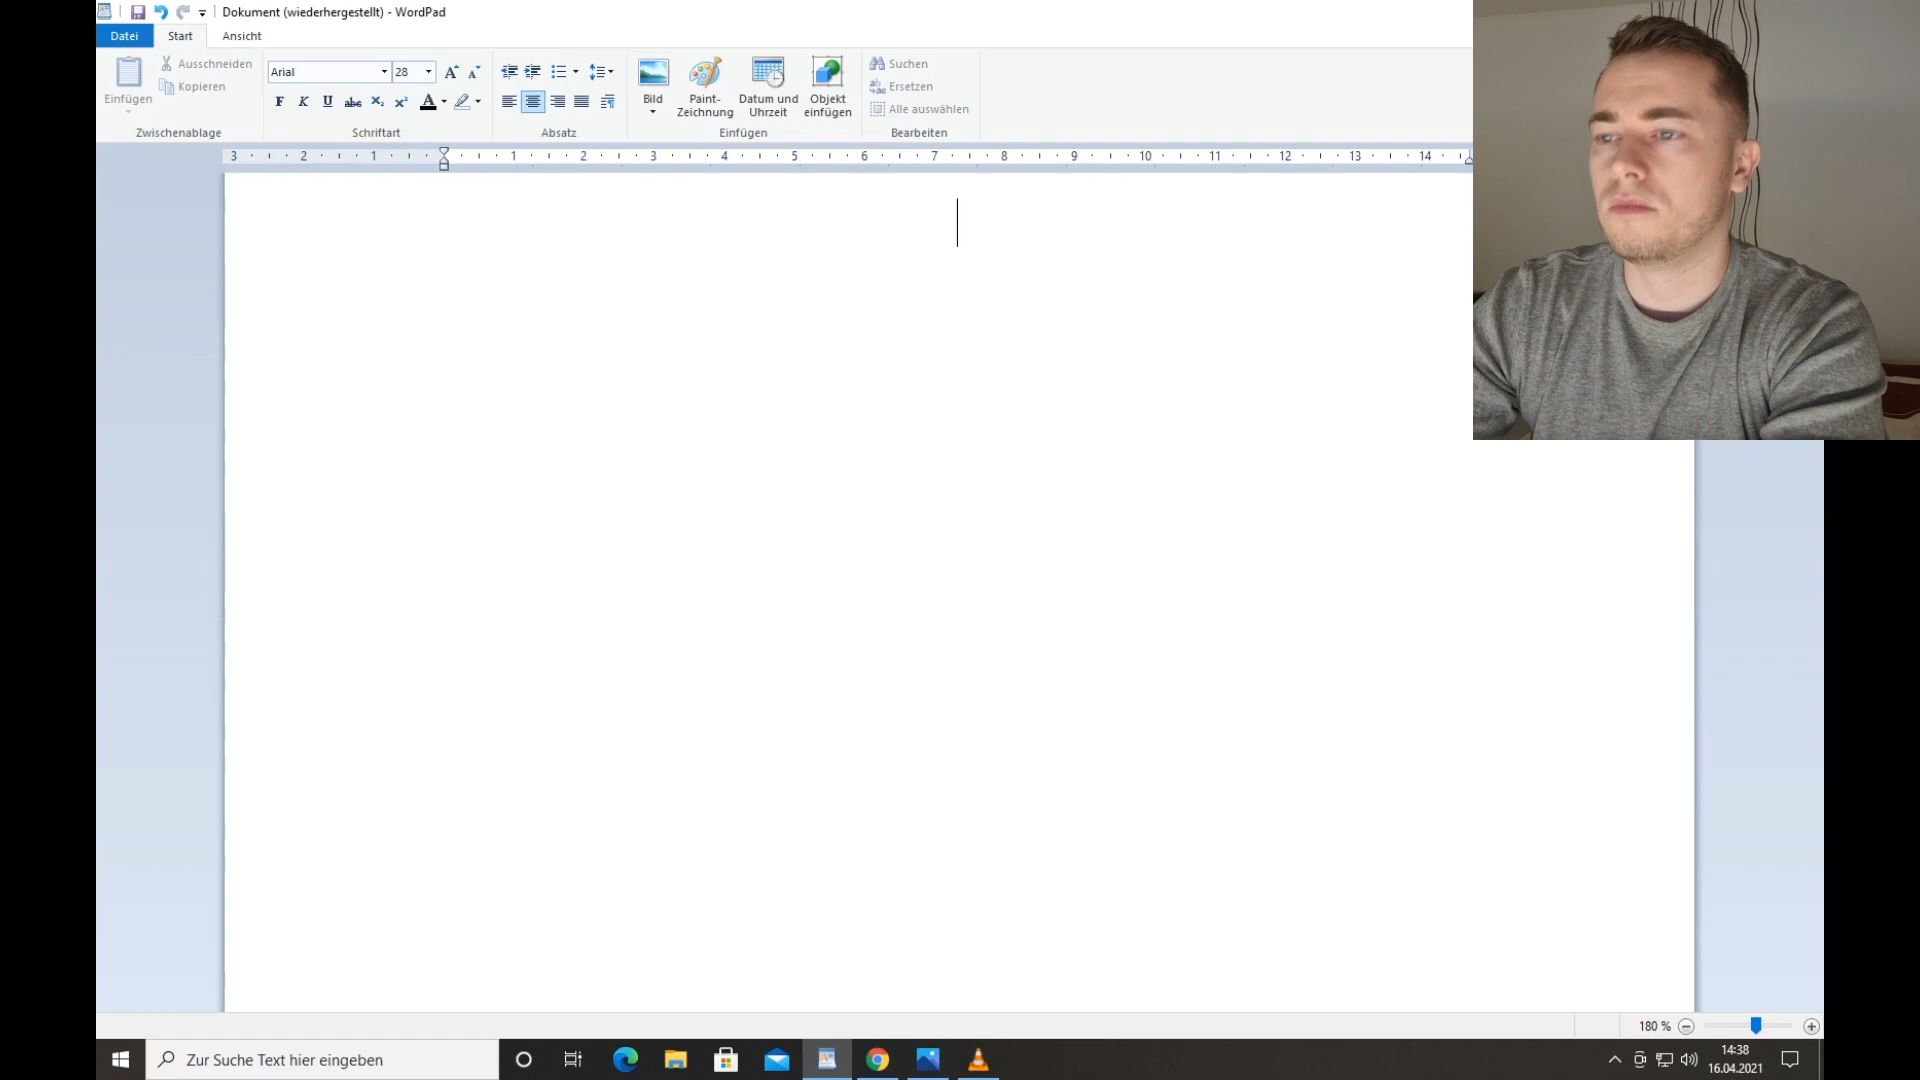 Dokument (wiederhergestellt) - WordPad
Datei Start Ansicht
Einfügen
Ausschneiden
Kopieren
Zwischenablage
Arial 28
F K U abc X₂ X² A
Schriftart
Absatz
Bild
Paint-
Zeichnung
Datum und
Uhrzeit
Objekt
einfügen
Einfügen
Suchen
Ersetzen
Alle auswählen
Bearbeiten
3 2 1 1 2 3 4 5 6 7 8 9 10 11 12 13 14
180 %
Zur Suche Text hier eingeben
14:38
16.04.2021